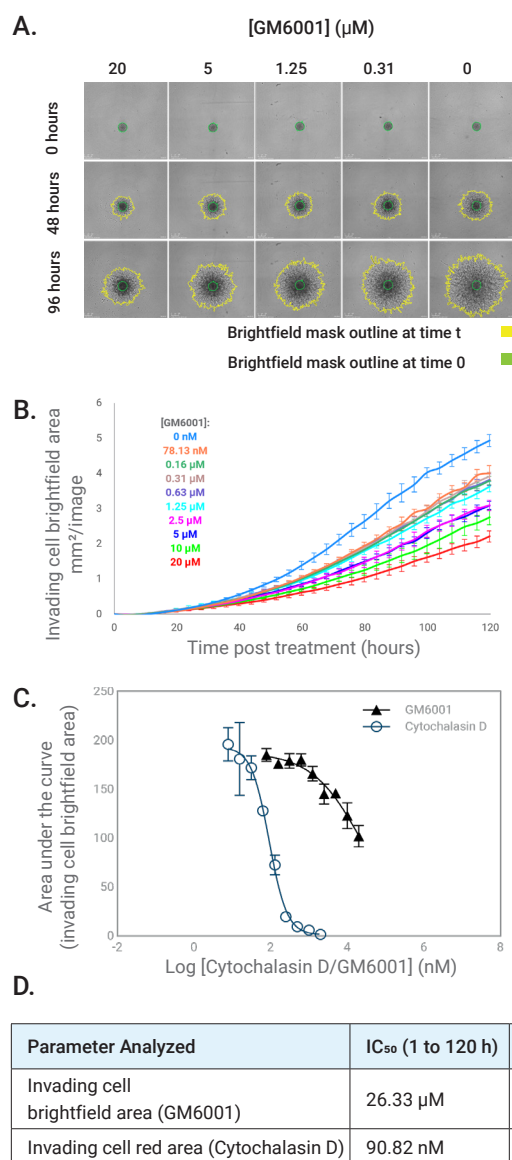 A.
[GM6001] (µM)
20 5 1.25 0.31 0
0 hours
48 hours
96 hours
Brightfield mask outline at time t
Brightfield mask outline at time 0
B.
Invading cell brightfield area
mm²/image
6
5
4
3
2
1
0
[GM6001]:
0 nM
78.13 nM
0.16 µM
0.31 µM
0.63 µM
1.25 µM
2.5 µM
5 µM
10 µM
20 µM
0 20 40 60 80 100 120
Time post treatment (hours)
C.
Area under the curve
(invading cell brightfield area)
250
200
150
100
50
0
GM6001
Cytochalasin D
-2 0 2 4 6 8
Log [Cytochalasin D/GM6001] (nM)
D.
Parameter Analyzed IC₅₀ (1 to 120 h)
Invading cell
brightfield area (GM6001) 26.33 µM
Invading cell red area (Cytochalasin D) 90.82 nM